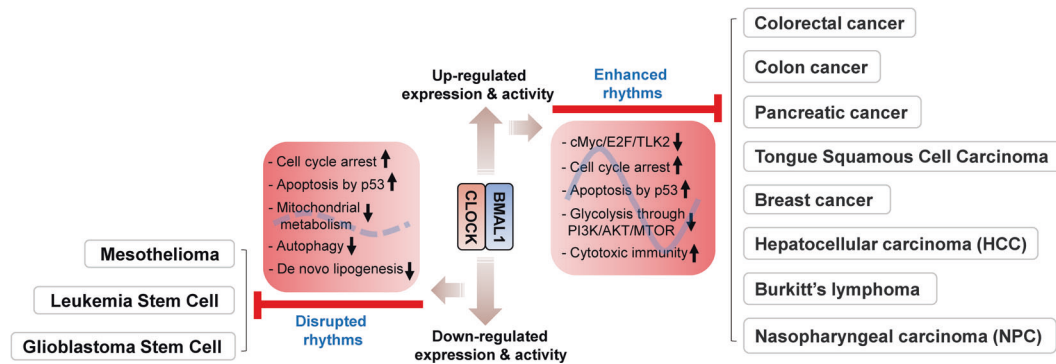 Up-regulated
expression & activity
Enhanced
rhythms
- Cell cycle arrest
- Apoptosis by p53
- Mitochondrial
metabolism
- Autophagy
- De novo lipogenesis
CLOCK
BMAL1
- cMyc/E2F/TLK2
- Cell cycle arrest
- Apoptosis by p53
- Glycolysis through
PI3K/AKT/MTOR
- Cytotoxic immunity
Disrupted
rhythms
Down-regulated
expression & activity
Mesothelioma
Leukemia Stem Cell
Glioblastoma Stem Cell
Colorectal cancer
Colon cancer
Pancreatic cancer
Tongue Squamous Cell Carcinoma
Breast cancer
Hepatocellular carcinoma (HCC)
Burkitt's lymphoma
Nasopharyngeal carcinoma (NPC)